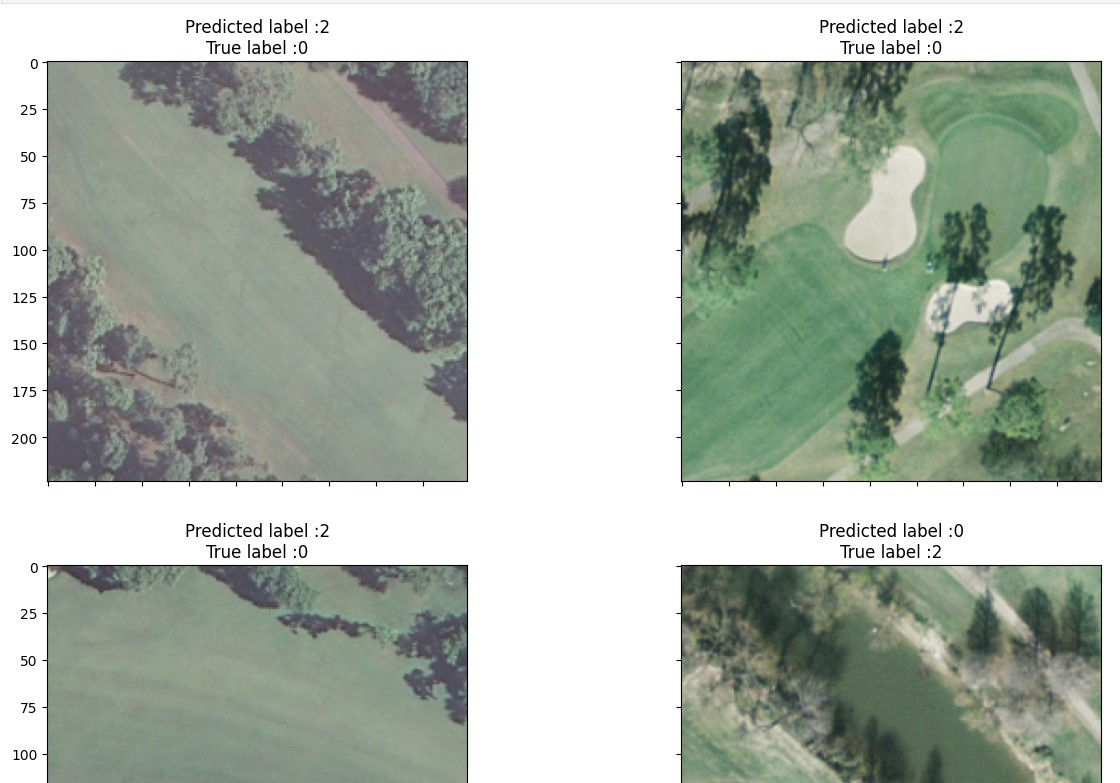 Predicted label :2
True label :0
Predicted label :2
True label :0
0
25
50
75
100
125
150
175
200
Predicted label :2
True label :0
Predicted label :0
True label :2
0
25
50
75
100